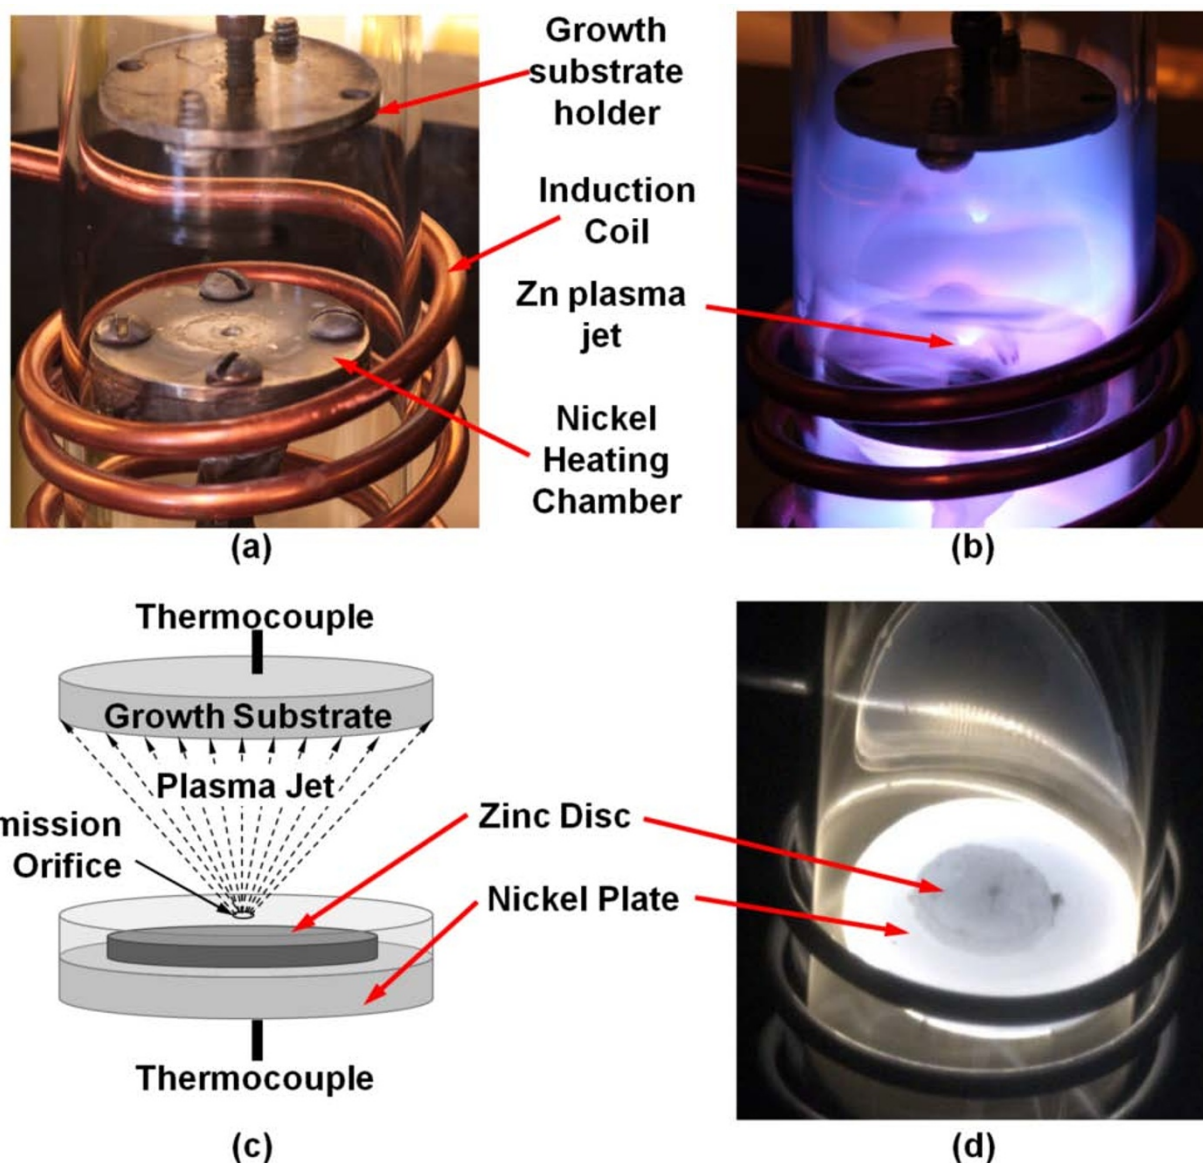 Growth
substrate
holder
Induction
Coil
Zn plasma
jet
Nickel
Heating
Chamber
(a)
(b)
Thermocouple
Growth Substrate
Plasma Jet
mission
Orifice
Zinc Disc
Nickel Plate
Thermocouple
(c)
(d)